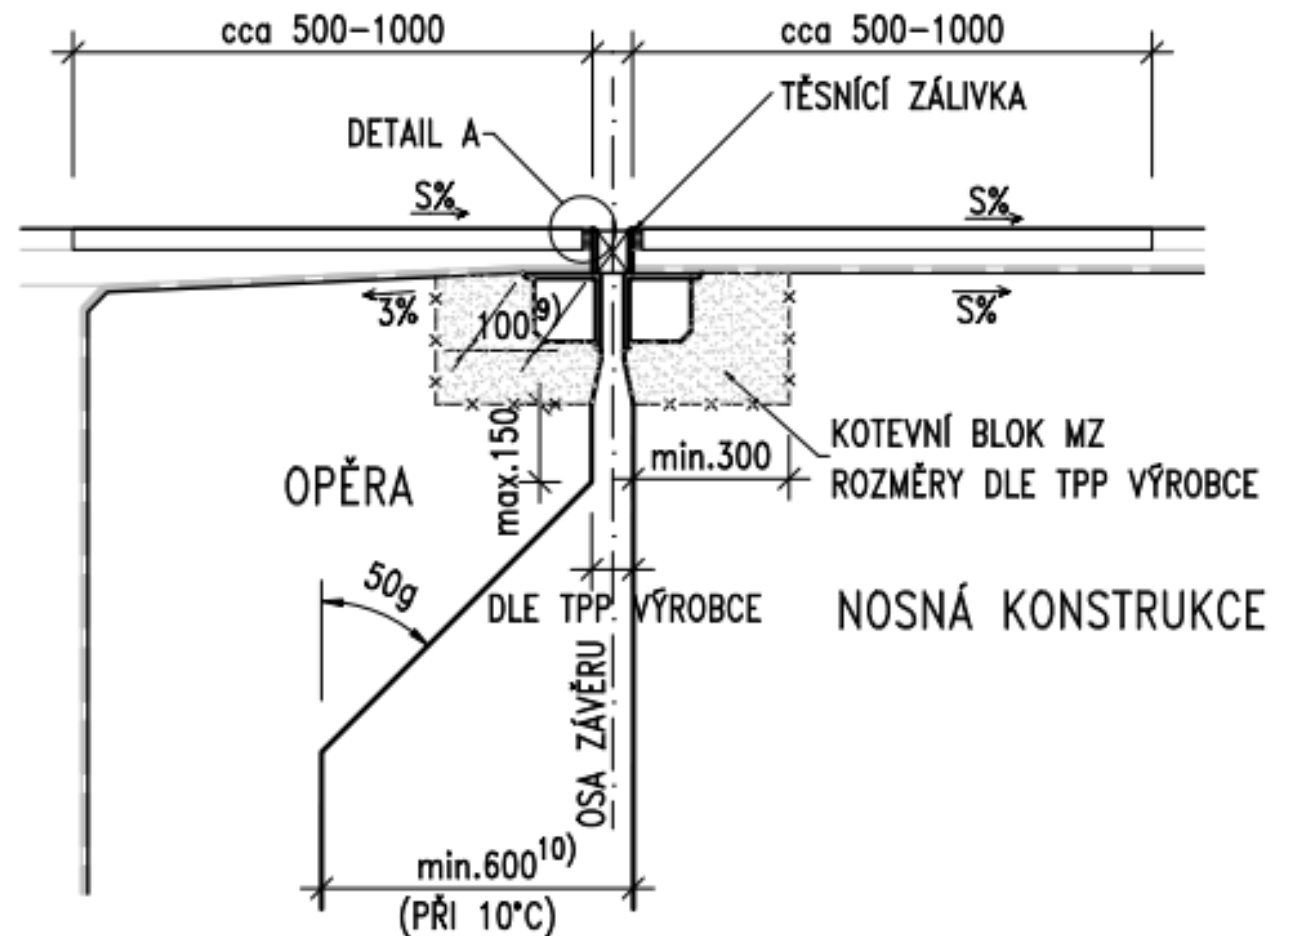 cca 500-1000
cca 500-1000
TĚSNÍCÍ ZÁLIVKA
DETAIL A
S%
S%
3%
100 9)
S%
max.150
min.300
KOTEVNÍ BLOK MZ
ROZMĚRY DLE TPP VÝROBCE
OPĚRA
50g
DLE TPP VÝROBCE
NOSNÁ KONSTRUKCE
OSA ZÁVĚRU
min.600 10)
(PŘI 10°C)